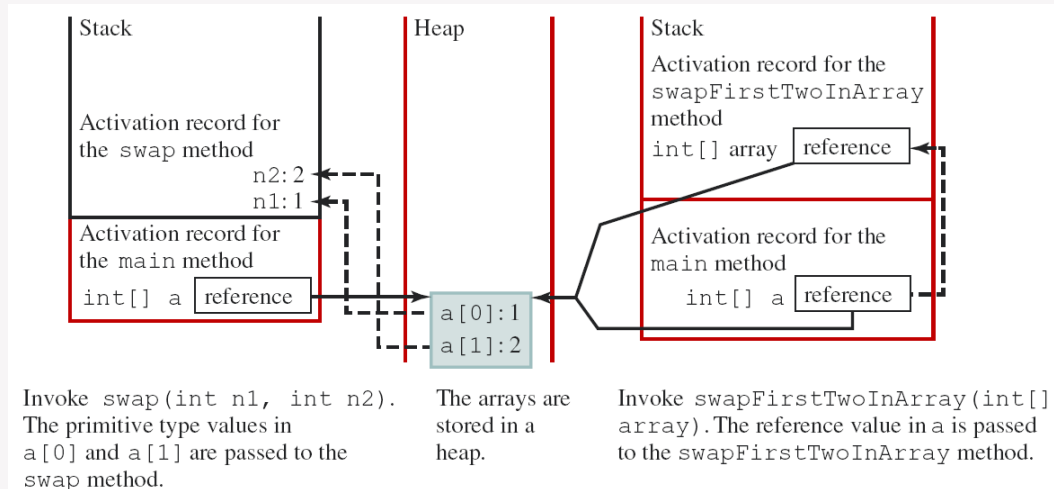 Stack
Activation record for
the swap method
n2:2
n1:1
Activation record for
the main method
int[] a reference
Heap
a[0]:1
a[1]:2
Stack
Activation record for the
swapFirstTwoInArray
method
int[] array reference
Activation record for the
main method
int[] a reference
Invoke swap(int n1, int n2).
The primitive type values in
a[0] and a[1] are passed to the
swap method.
The arrays are
stored in a
heap.
Invoke swapFirstTwoInArray(int[]
array). The reference value in a is passed
to the swapFirstTwoInArray method.